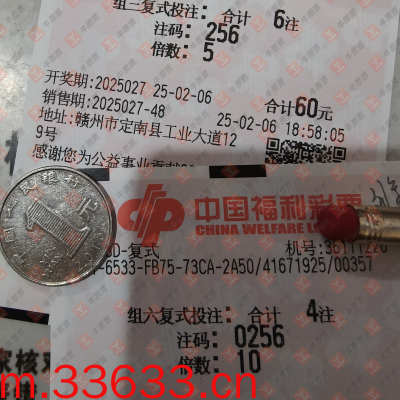 组三复式投注: 合计 6注
注码: 256
倍数: 5
开奖期:2025027 25-02-06
销售期:2025027-48 合计60元
25-02-06 18:58:05
地址:赣州市定南县工业大道12
9号
感谢您为公益事业贡献
中国福利彩票
CHINA WELFARE
D-复式 机号:36111226
-6533-FB75-73CA-2A50/41671925/00357
组六复式投注: 合计 4注
注码: 0256
倍数: 10
m.33633.cn
1